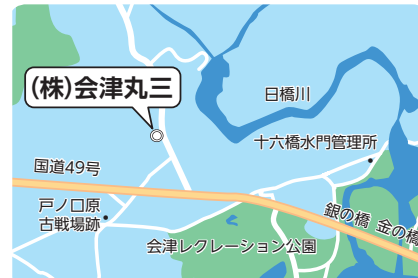 (株)会津丸三
日橋川
十六橋水門管理所
国道49号
戸ノ口原
古戦場跡
銀の橋 金の橋
会津レクレーション公園